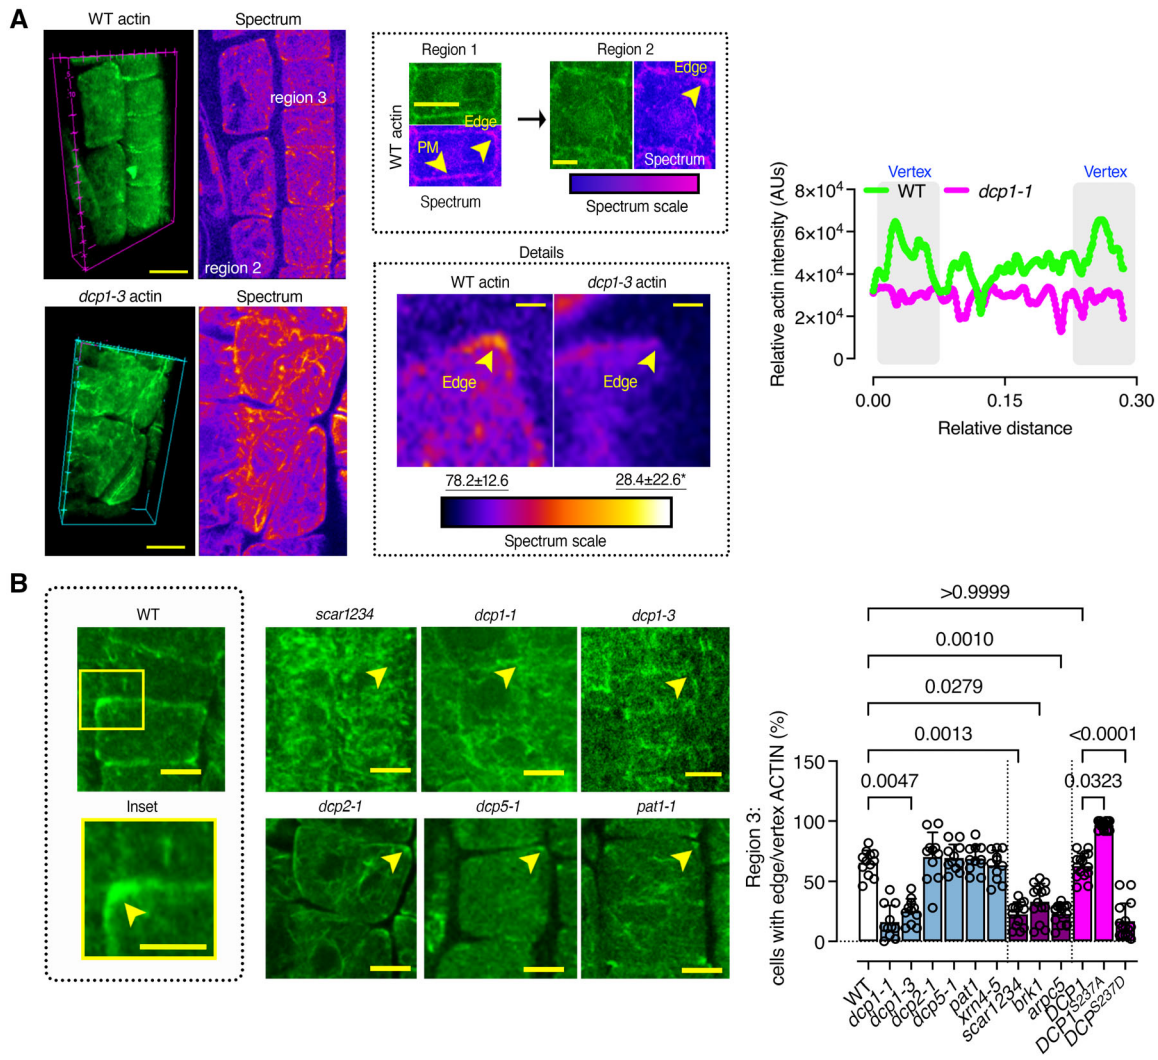 A
WT actin
Spectrum
region 3
region 2
dcp1-3 actin
Spectrum
Region 1
Region 2
WT actin
Edge
PM
Spectrum
Edge
Spectrum
Spectrum scale
Details
WT actin
dcp1-3 actin
Edge
Edge
78.2±12.6
28.4±22.6*
Spectrum scale
Relative actin intensity (AUs)
Vertex
Vertex
WT
dcp1-1
8×10⁴
6×10⁴
4×10⁴
2×10⁴
0
0.00
0.15
0.30
Relative distance
B
WT
Inset
scar1234
dcp1-1
dcp1-3
dcp2-1
dcp5-1
pat1-1
Region 3:
cells with edge/vertex ACTIN (%)
>0.9999
0.0010
0.0279
0.0013
<0.0001
0.0047
0.0323
150
100
50
0
WT
dcp1-1
dcp1-3
dcp2-1
dcp5-1
pat1
xrn4-5
scar1234
brk1
arpc5
DCP1
DCP1S237A
DCPS237D